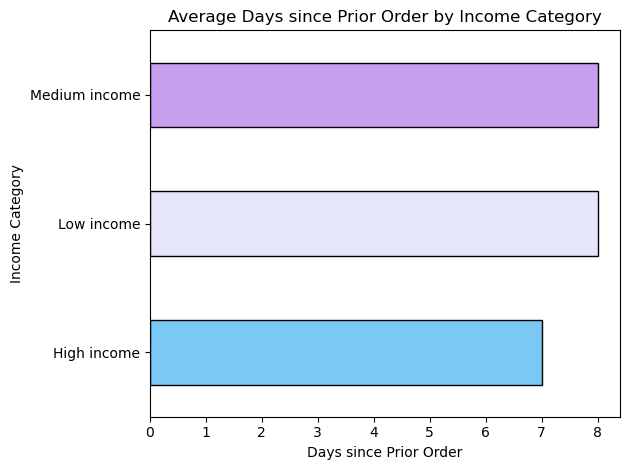 Average Days since Prior Order by Income Category
Income Category
Medium income
Low income
High income
0 1 2 3 4 5 6 7 8
Days since Prior Order